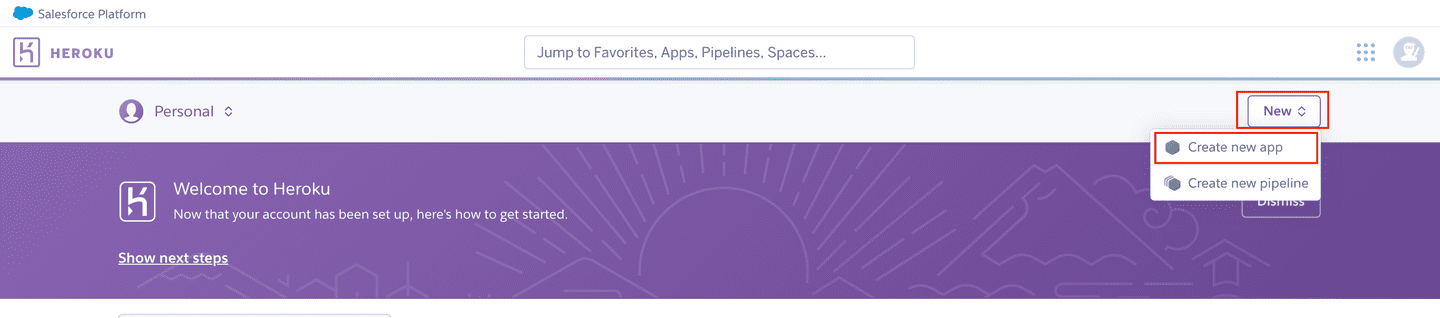 Salesforce Platform
HEROKU
Jump to Favorites, Apps, Pipelines, Spaces...
Personal
New
Create new app
Welcome to Heroku
Create new pipeline
Dismiss
Now that your account has been set up, here's how to get started.
Show next steps